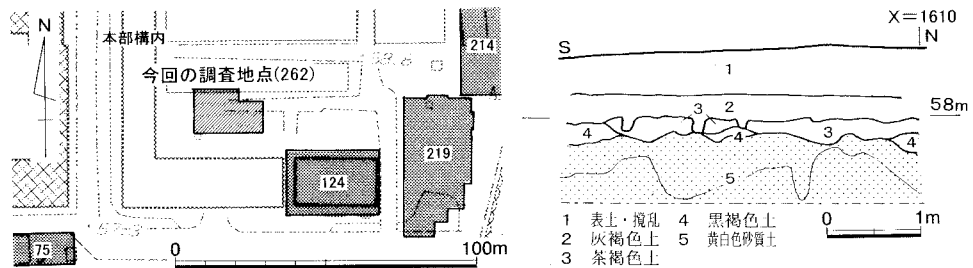 N
本部構内
今回の調査地点(262)
214
219
124
75
0 100m
X=1610
N
S
1
2
3
58m
4
4
3
4
5
1 表土・撹乱 4 黒褐色土
2 灰褐色土 5 黄白色砂質土
3 茶褐色土
0 1m